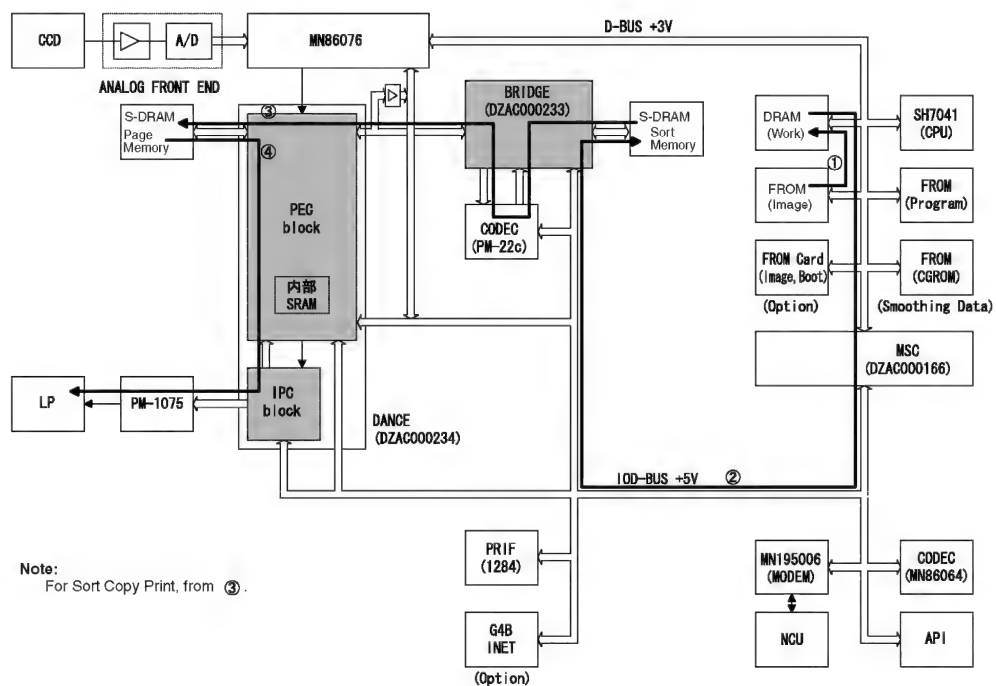 D-BUS +3V
CCD
A/D
MN86076
ANALOG FRONT END
S-DRAM
Page
Memory
③
④
PEC
block
内部
SRAM
BRIDGE
(DZAC000233)
S-DRAM
Sort
Memory
CODEC
(PM-22c)
DRAM
(Work)
①
FROM
(Image)
SH7041
(CPU)
FROM
(Program)
FROM Card
(Image, Boot)
(Option)
FROM
(CGROM)
(Smoothing Data)
MSC
(DZAC000166)
LP
PM-1075
IPC
block
DANCE
(DZAC000234)
IOD-BUS +5V
②
PRIF
(1284)
MN195006
(MODEM)
CODEC
(MN86064)
G4B
INET
(Option)
NCU
API
Note:
For Sort Copy Print, from ③.